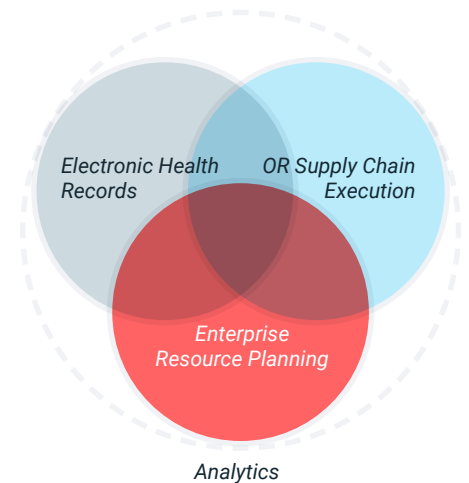 Electronic Health
Records
OR Supply Chain
Execution
Enterprise
Resource Planning
Analytics